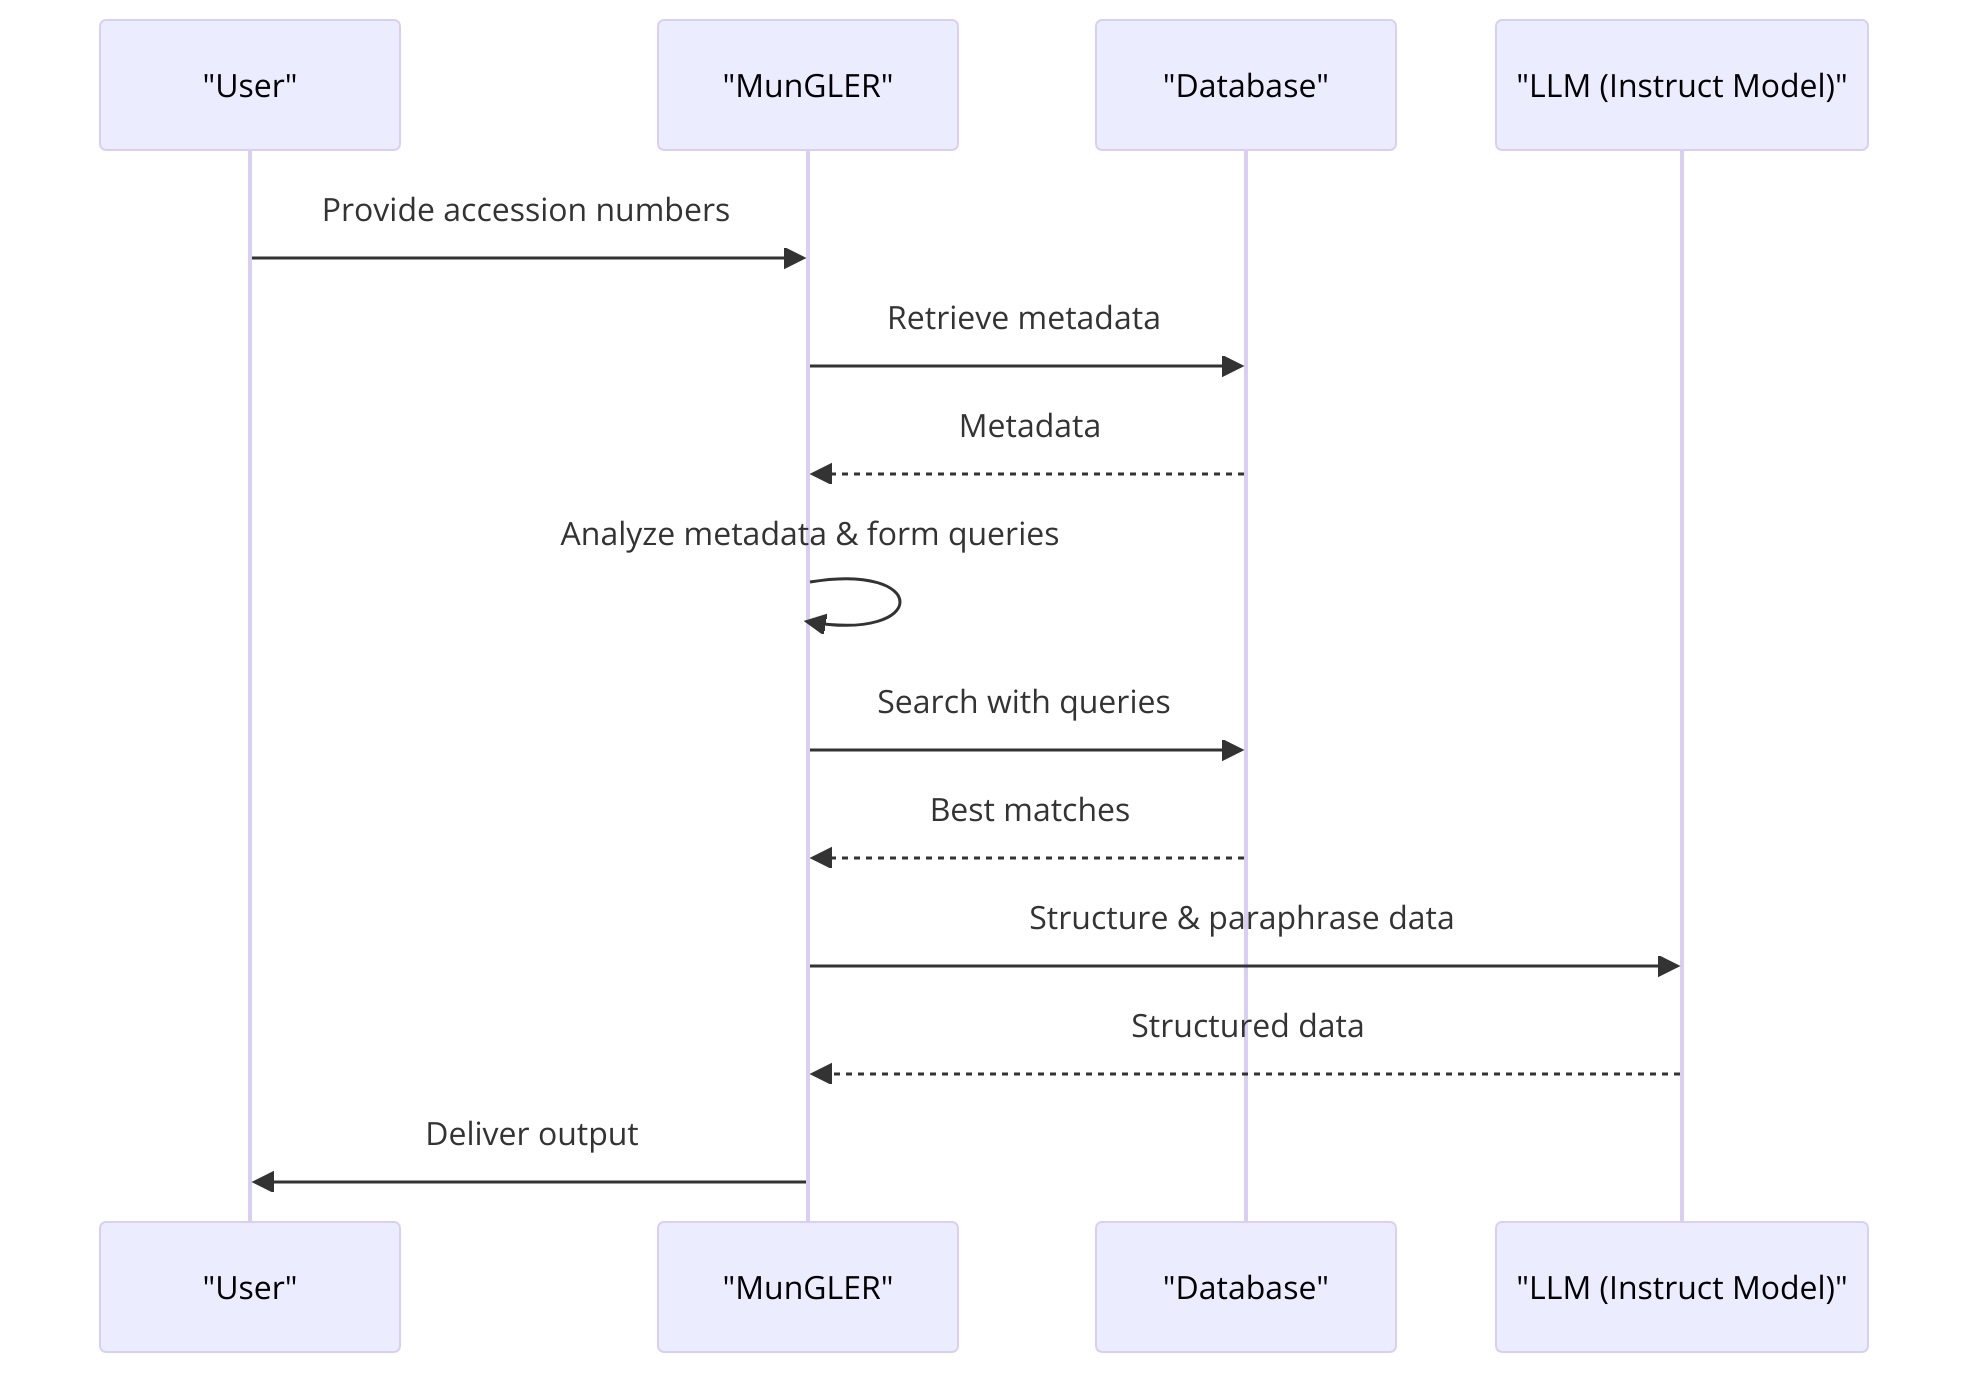 "User"
"MunGLER"
"Database"
"LLM (Instruct Model)"
Provide accession numbers
Retrieve metadata
Metadata
Analyze metadata & form queries
Search with queries
Best matches
Structure & paraphrase data
Structured data
Deliver output
"User"
"MunGLER"
"Database"
"LLM (Instruct Model)"